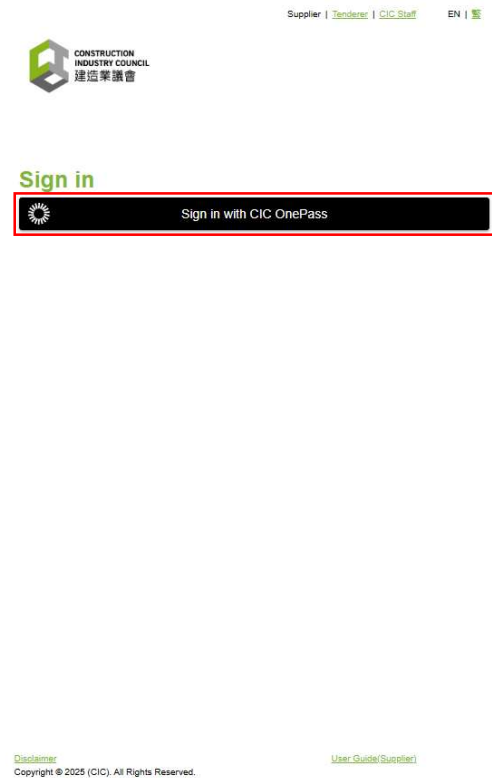 Supplier | Tenderer | CIC Staff EN | 繁
CONSTRUCTION
INDUSTRY COUNCIL
建造業議會
Sign in
Sign in with CIC OnePass
Disclaimer User Guide(Supplier)
Copyright © 2025 (CIC). All Rights Reserved.